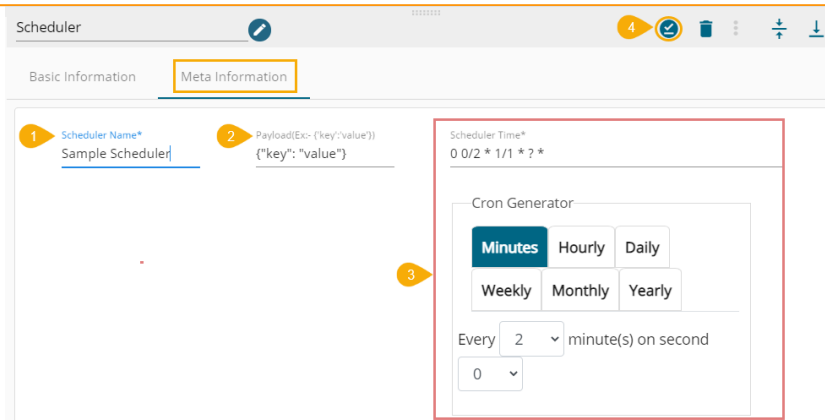 Scheduler
4
Basic Information
Meta Information
1
Scheduler Name*
Sample Scheduler
2
Payload(Ex:- {'key':'value'})
{"key": "value"}
Scheduler Time*
0 0/2 * 1/1 * ? *
3
Cron Generator
Minutes Hourly Daily
Weekly Monthly Yearly
Every 2 minute(s) on second
0